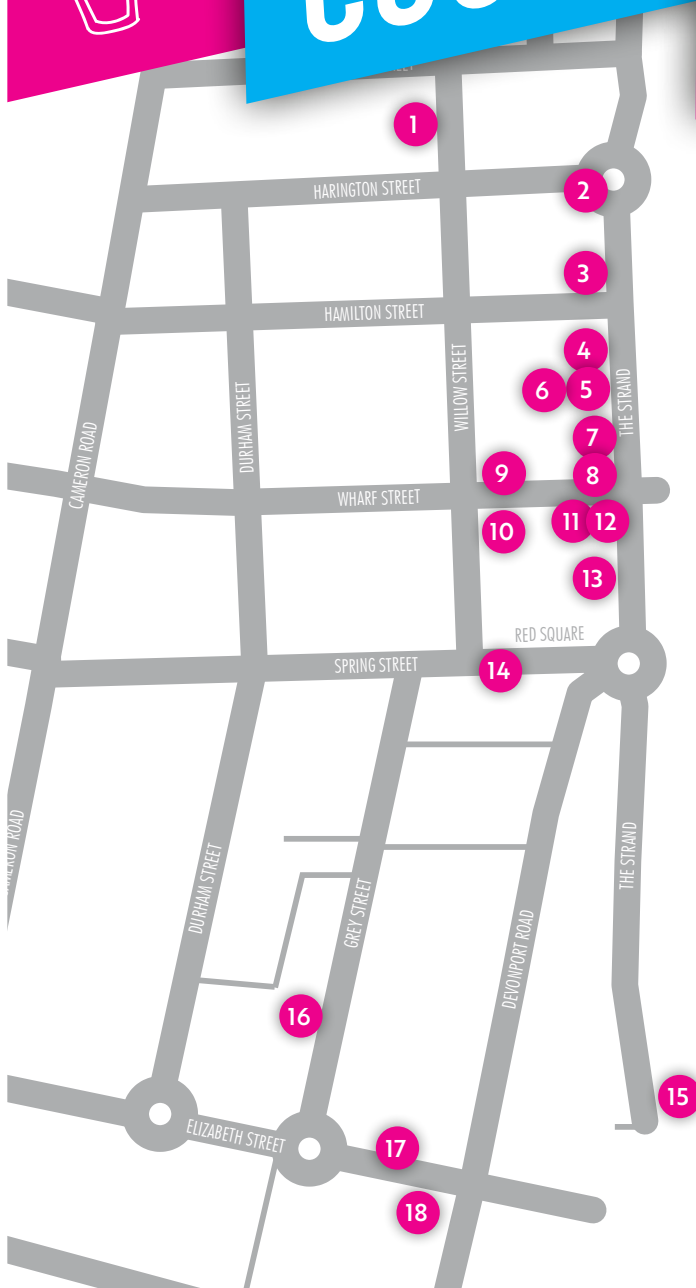 1
HARINGTON STREET
2
3
HAMILTON STREET
4
6
5
THE STRAND
WILLOW STREET
DURHAM STREET
CAMERON ROAD
7
9
8
WHARF STREET
10
11
12
13
RED SQUARE
SPRING STREET
14
CAMERON ROAD
DURHAM STREET
GREY STREET
THE STRAND
DEVONPORT ROAD
16
15
ELIZABETH STREET
17
18